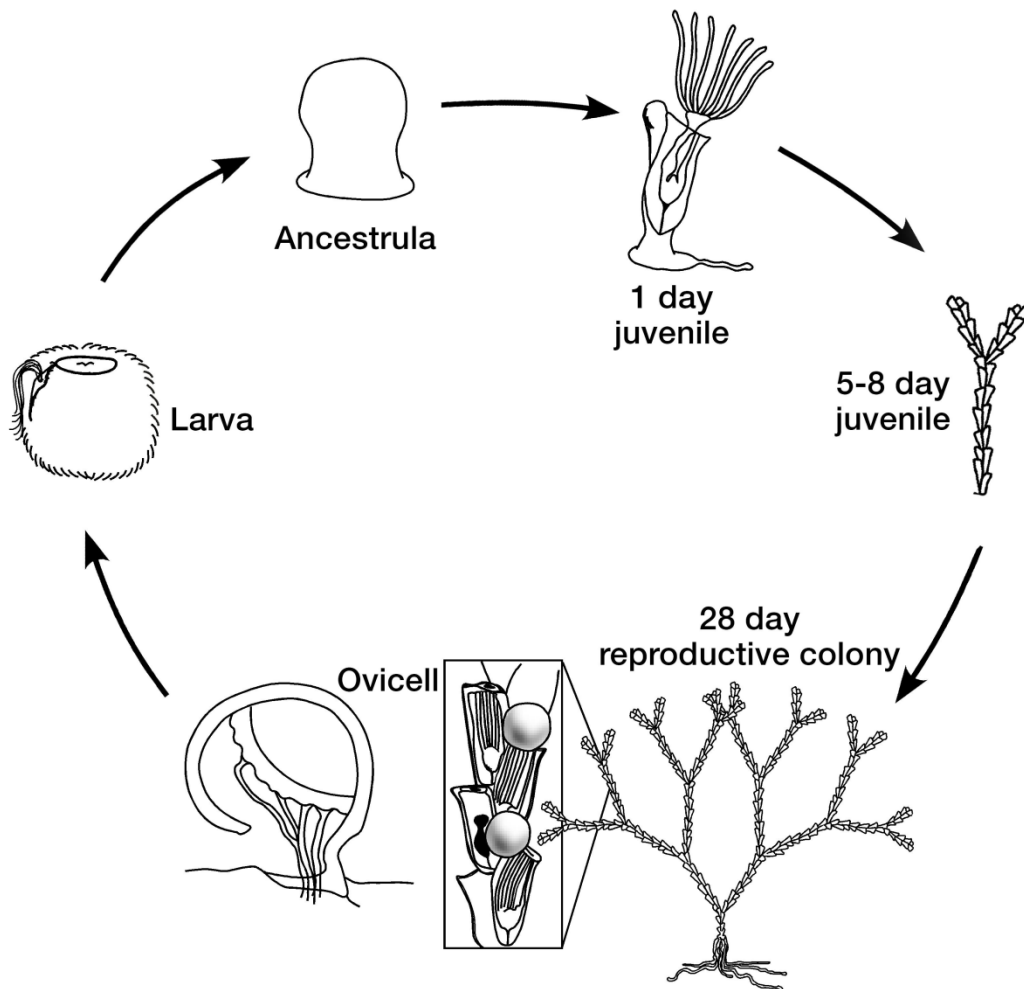 Ancestrula
1 day
juvenile
5-8 day
juvenile
Larva
28 day
reproductive colony
Ovicell